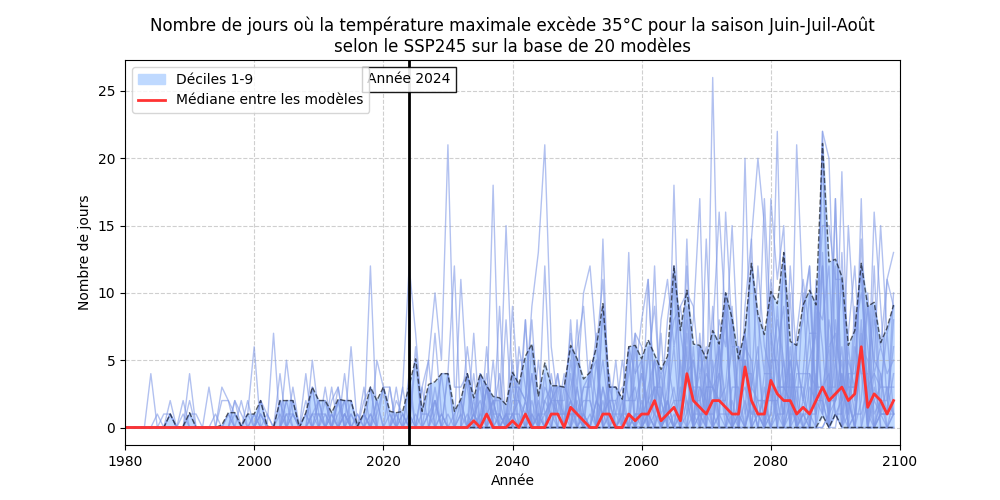 Nombre de jours où la température maximale excède 35°C pour la saison Juin-Juil-Août
selon le SSP245 sur la base de 20 modèles
Déciles 1-9
Médiane entre les modèles
Année 2024
Nombre de jours
25
20
15
10
5
0
1980 2000 2020 2040 2060 2080 2100
Année